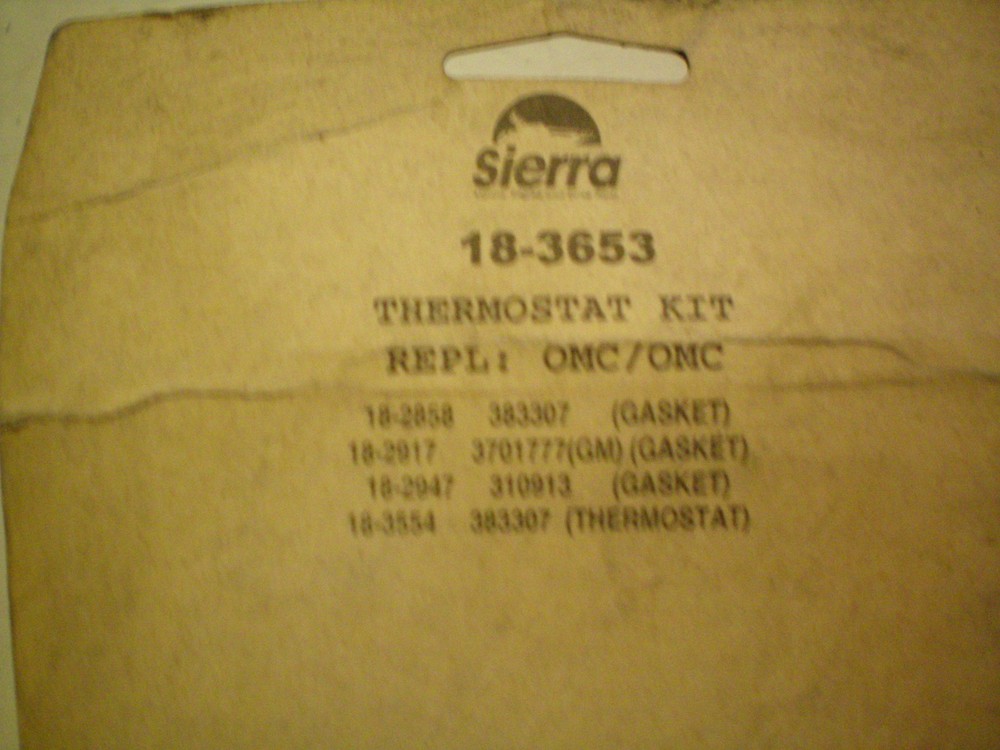 Sierra
18-3653
THERMOSTAT KIT
REPL: OMC/OMC
18-2858 383307 (GASKET)
18-2917 3701777(GM) (GASKET)
18-2947 310913 (GASKET)
18-3554 383307 (THERMOSTAT)